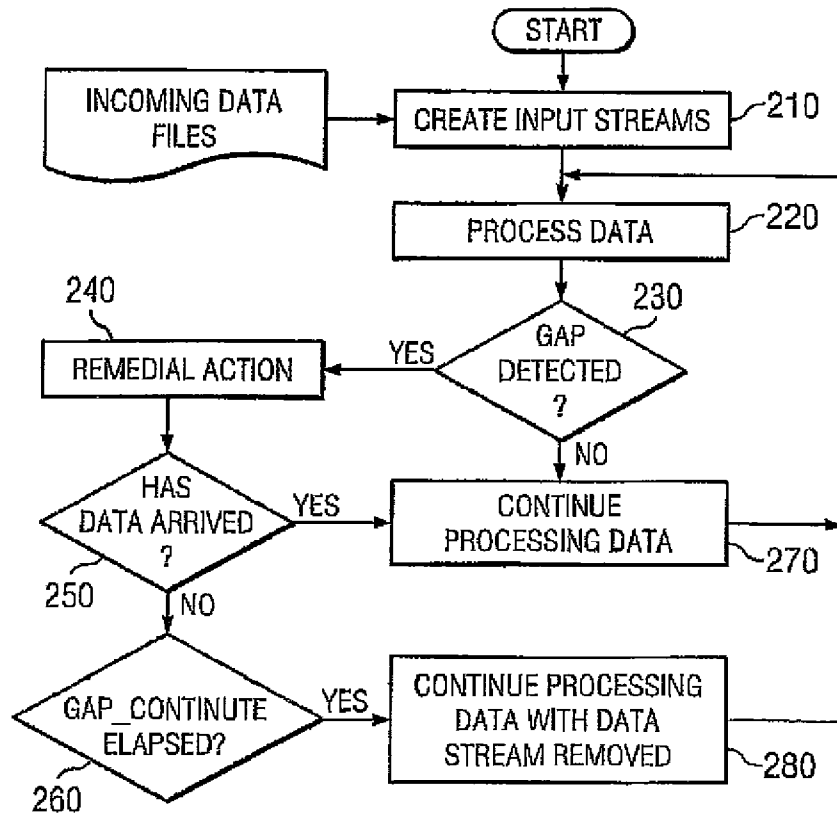 START
INCOMING DATA
FILES
CREATE INPUT STREAMS
210
PROCESS DATA
220
240
230
REMEDIAL ACTION
YES
GAP
DETECTED
?
NO
HAS
DATA ARRIVED
?
YES
250
NO
CONTINUE
PROCESSING DATA
270
GAP_CONTINUTE
ELAPSED?
YES
260
CONTINUE PROCESSING
DATA WITH DATA
STREAM REMOVED
280